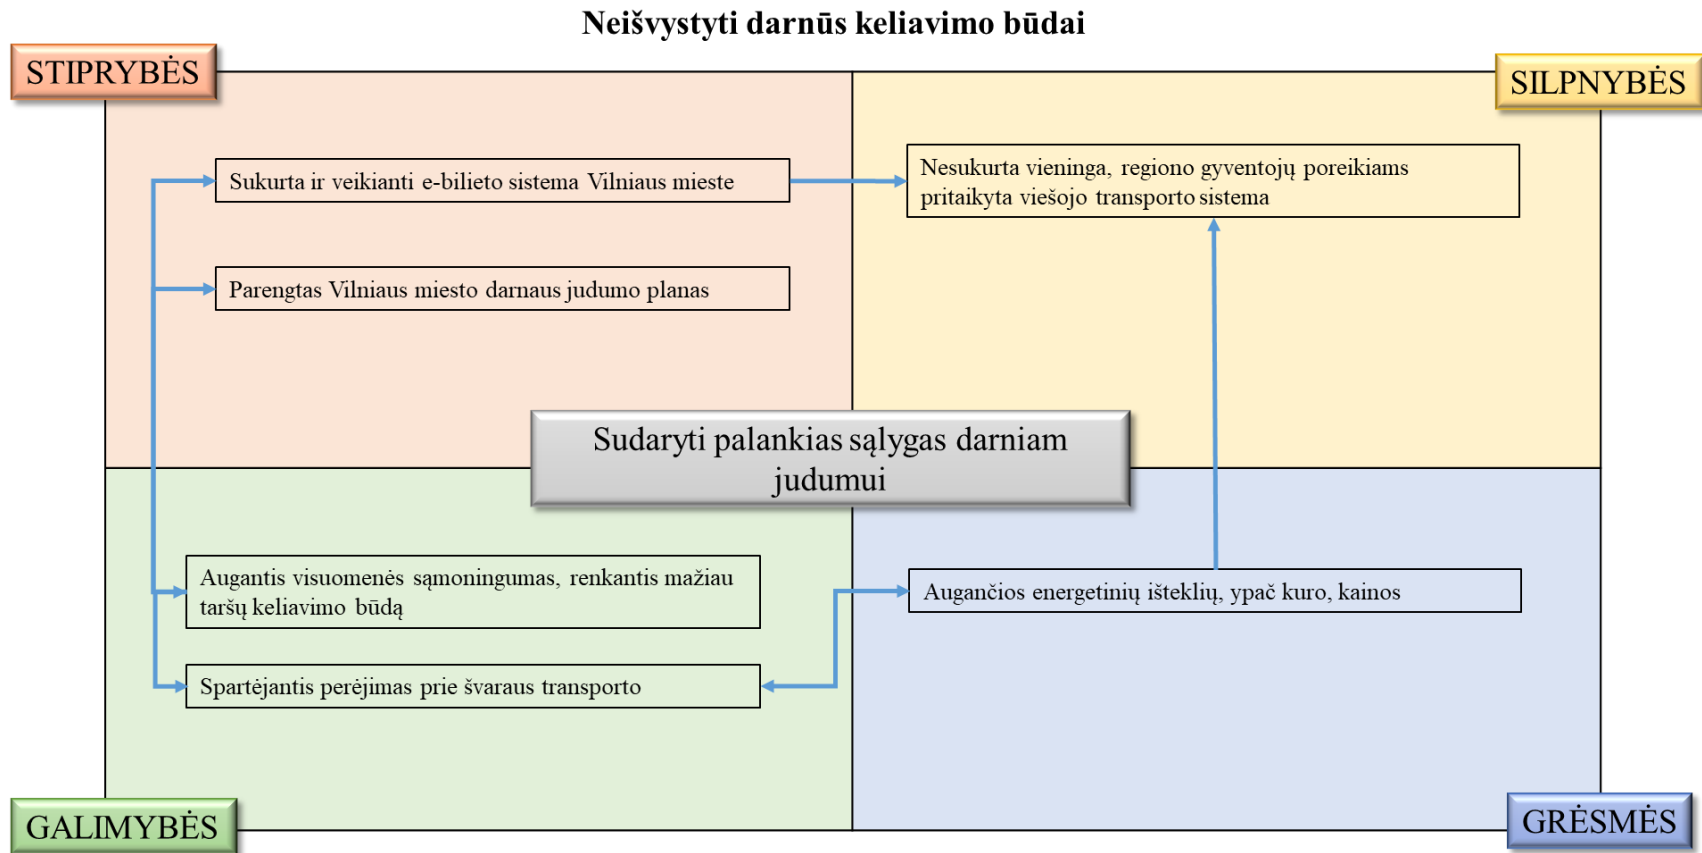 Neišvystyti darnūs keliavimo būdai
STIPRYBĖS
SILPNYBĖS
Sukurta ir veikianti e-bilieto sistema Vilniaus mieste
Nesukurta vieninga, regiono gyventojų poreikiams
pritaikyta viešojo transporto sistema
Parengtas Vilniaus miesto darnaus judumo planas
Sudaryti palankias sąlygas darniam
judumui
Augantis visuomenės sąmoningumas, renkantis mažiau
taršų keliavimo būdą
Augančios energetinių išteklių, ypač kuro, kainos
Spartėjantis perėjimas prie švaraus transporto
GALIMYBĖS
GRĖSMĖS